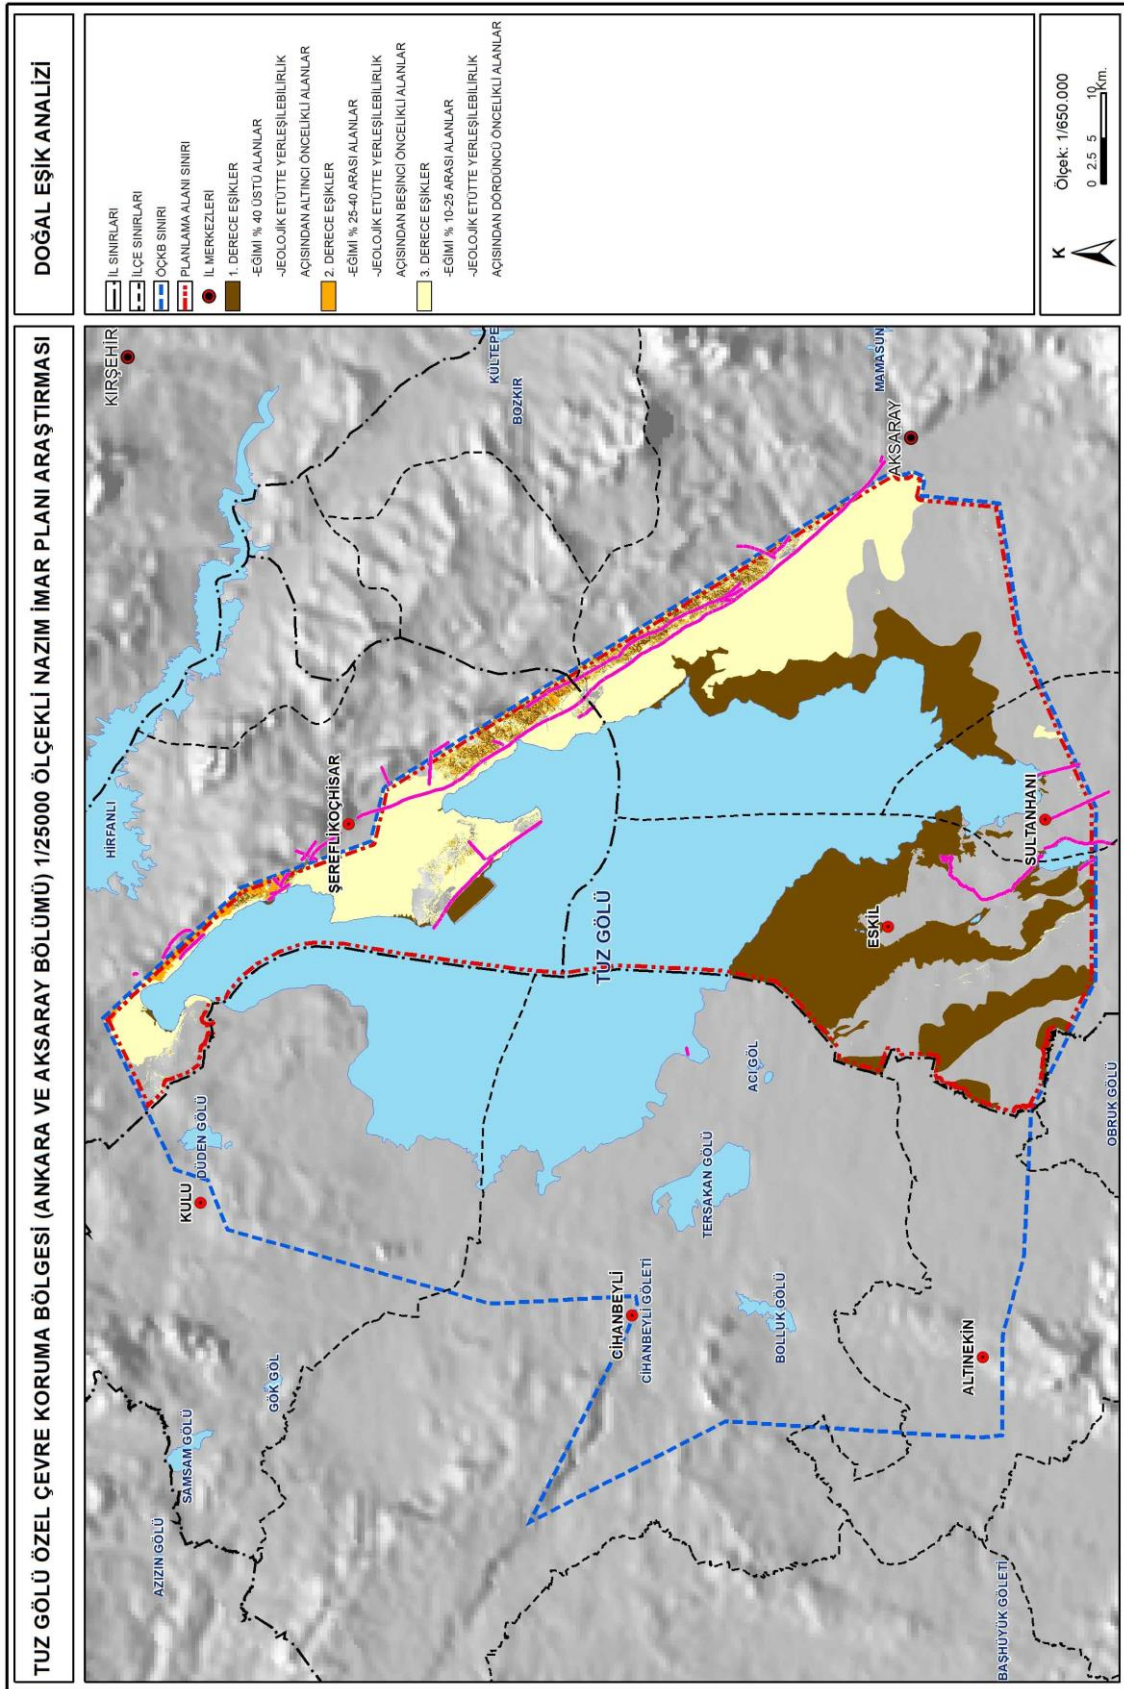 TUZ GÖLÜ ÖZEL ÇEVRE KORUMA BÖLGESİ (ANKARA VE AKSARAY BÖLÜMÜ) 1/25000 ÖLÇEKLİ NAZIM İMAR PLANI ARAŞTIRMASI
DOĞAL EŞİK ANALİZİ
İL SINIRLARI
İLÇE SINIRLARI
ÖÇKB SINIRI
PLANLAMA ALANI SINIRI
İL MERKEZLERİ
1. DERECE EŞİKLER
-EĞİMİ % 40 ÜSTÜ ALANLAR
-JEOLOJİK ETÜTTE YERLEŞİLEBİLİRLİK
AÇISINDAN ALTINCI ÖNCELİKLİ ALANLAR
2. DERECE EŞİKLER
-EĞİMİ % 25-40 ARASI ALANLAR
-JEOLOJİK ETÜTTE YERLEŞİLEBİLİRLİK
AÇISINDAN BEŞİNCİ ÖNCELİKLİ ALANLAR
3. DERECE EŞİKLER
-EĞİMİ % 10-25 ARASI ALANLAR
-JEOLOJİK ETÜTTE YERLEŞİLEBİLİRLİK
AÇISINDAN DÖRDÜNCÜ ÖNCELİKLİ ALANLAR
K
Ölçek: 1/650.000
0 2.5 5 10
Km.
KIRŞEHİR
HİRFANLI
KÜLTEPE
BOZKIR
MAMASUN
AKSARAY
ŞEREFLİKOÇHİSAR
TUZ GÖLÜ
SULTANHANI
ESKİL
ACI GÖL
OBRUK GÖLÜ
DÜDEN GÖLÜ
KULU
TERSAKAN GÖLÜ
CİHANBEYLİ
CİHANBEYLİ GÖLETİ
BOLLUK GÖLÜ
ALTINEKİN
GÖK GÖL
SAMSAM GÖLÜ
AZIZIN GÖLÜ
BAŞHÜYÜK GÖLETİ